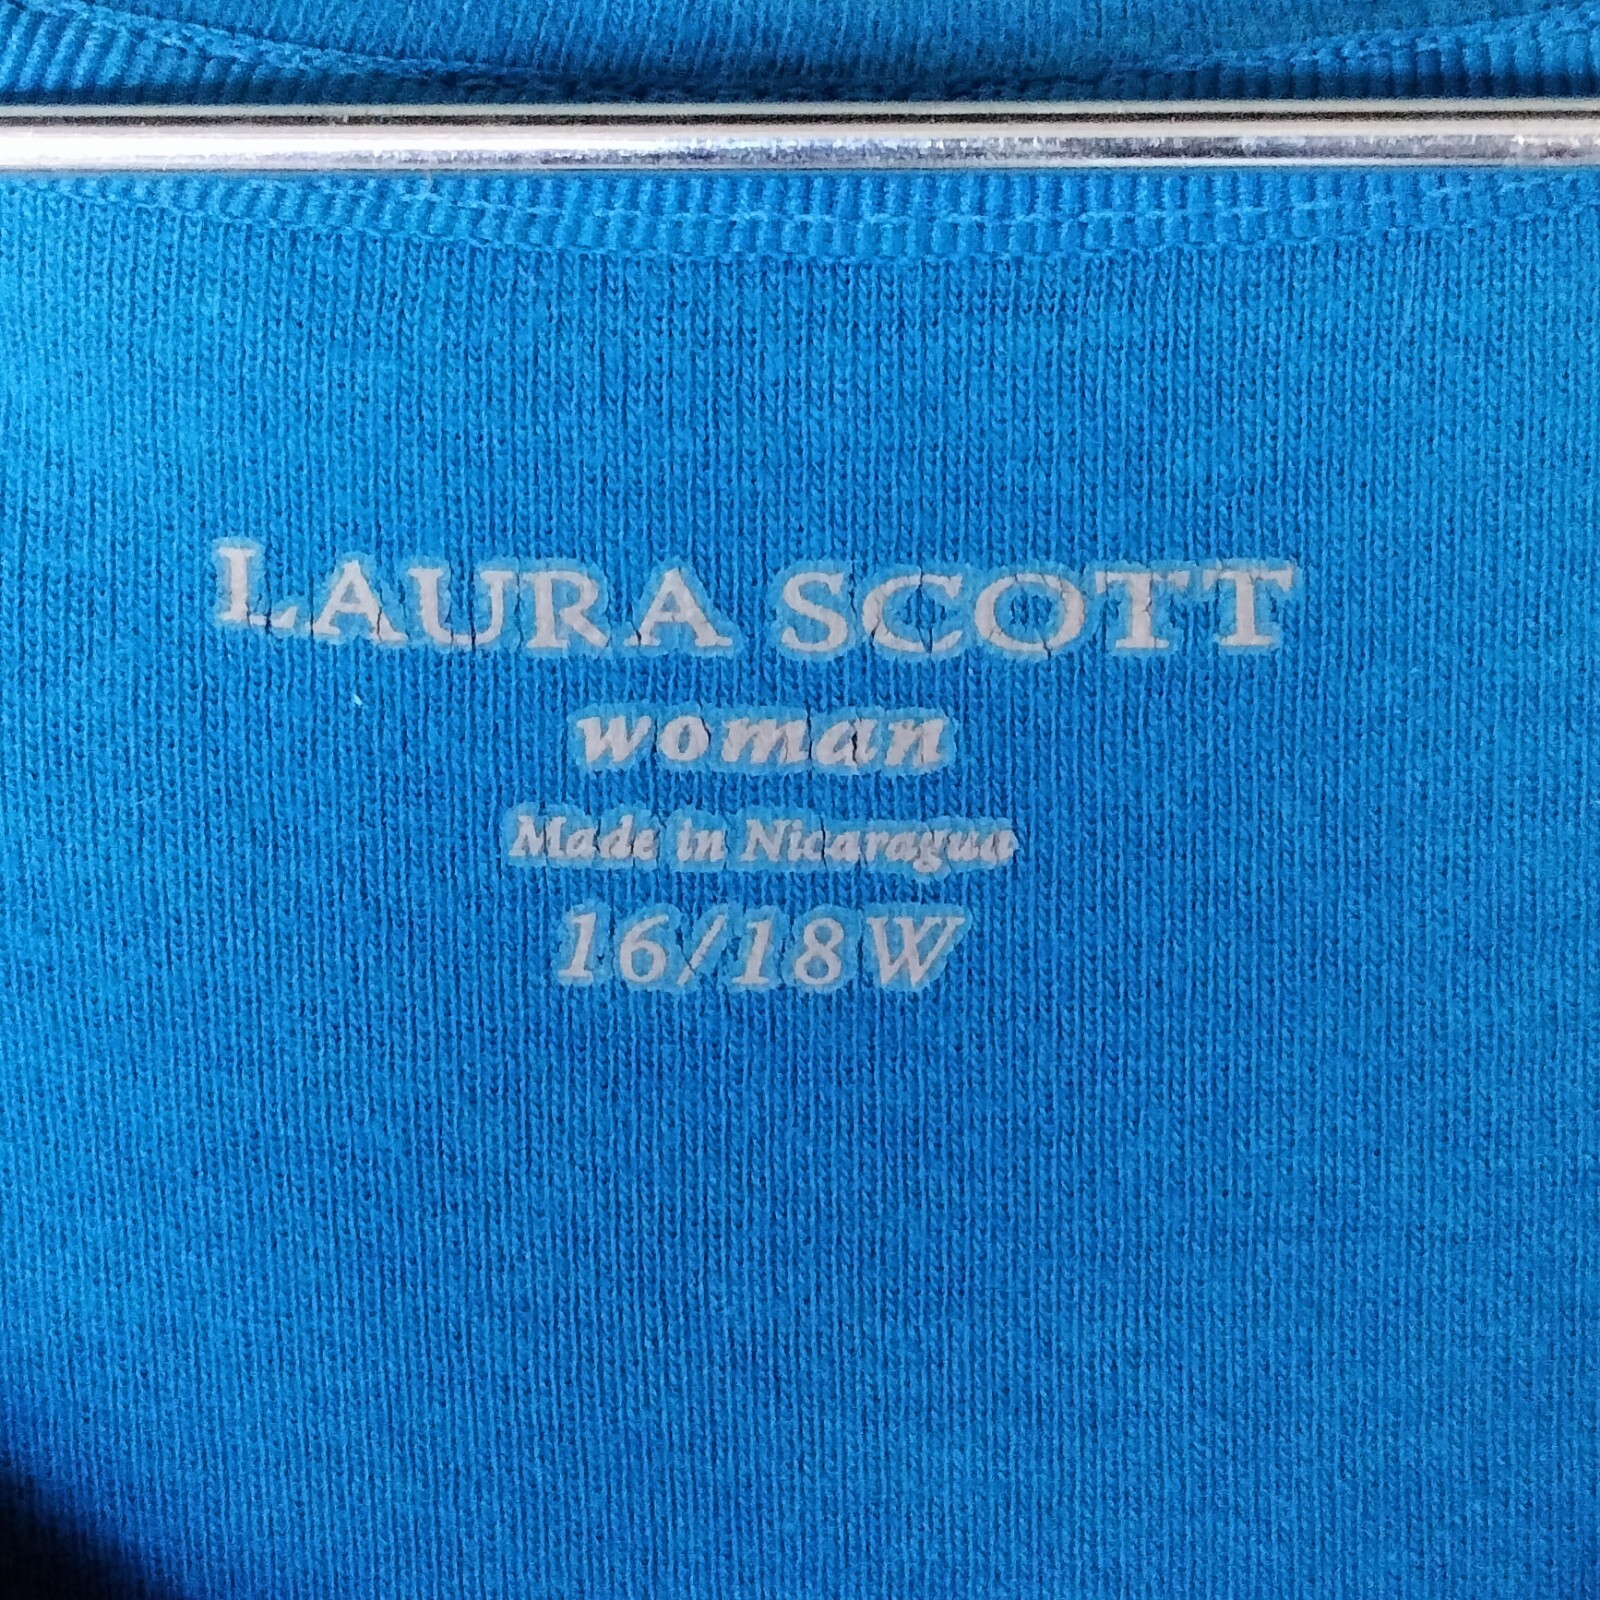 LAURA SCOTT
woman
Made in Nicaragua
16/18W